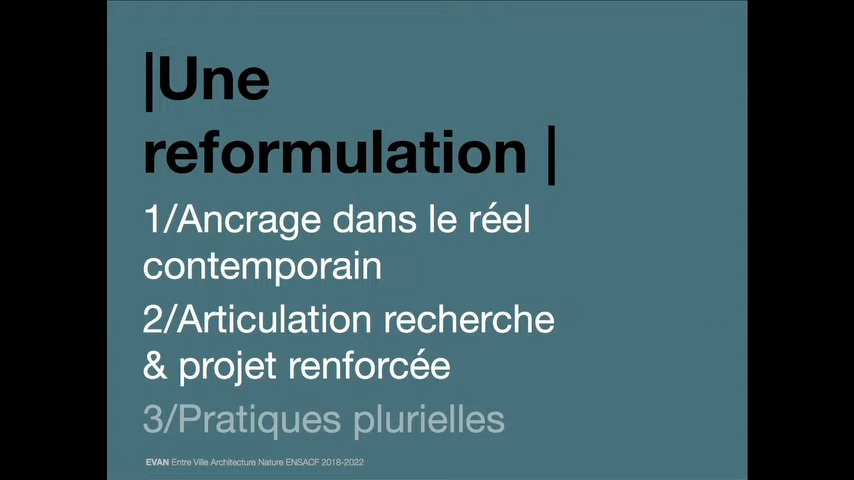 |Une
reformulation |
1/Ancrage dans le réel
contemporain
2/Articulation recherche
& projet renforcée
3/Pratiques plurielles
EVAN Entre Ville Architecture Nature ENSACF 2018-2022